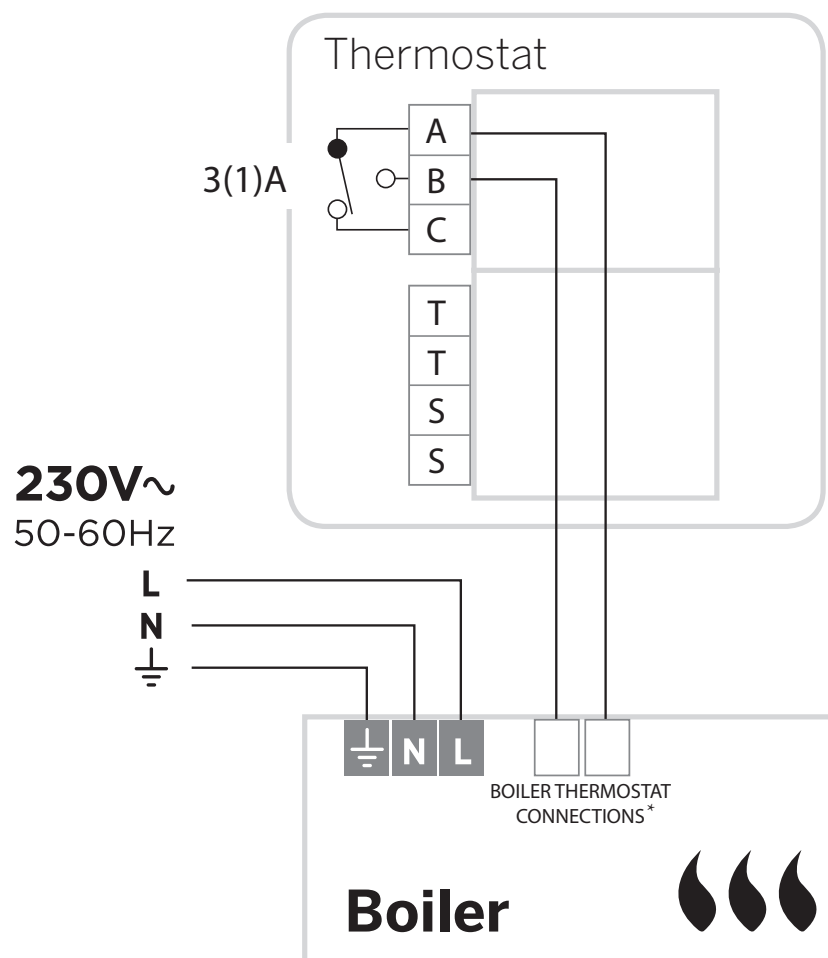 Thermostat
A
3(1)A
B
C
T
T
S
S
230V~
50-60Hz
L
N
N
L
BOILER THERMOSTAT
CONNECTIONS*
Boiler